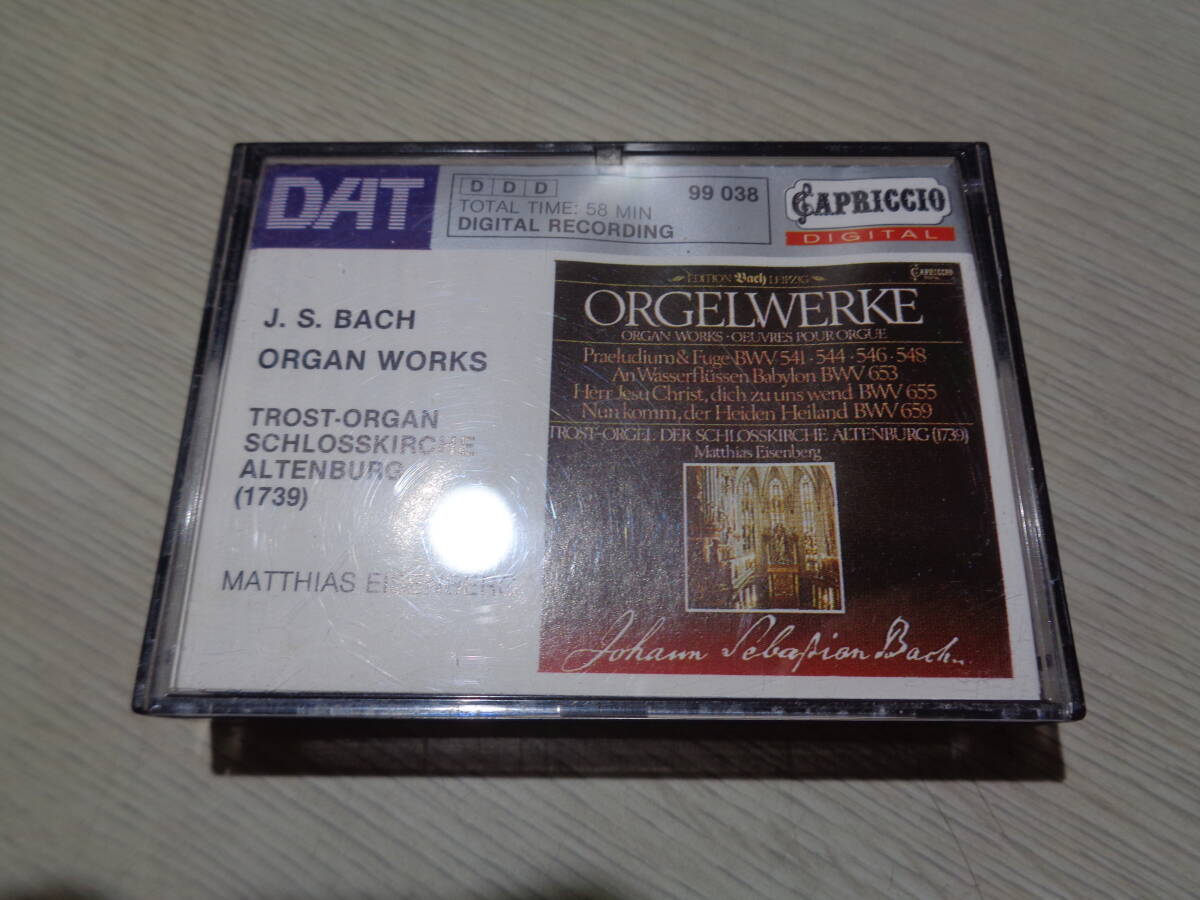 DAT
D D D
99 038
TOTAL TIME: 58 MIN
DIGITAL RECORDING
CAPRICCIO
DIGITAL
J. S. BACH
ORGAN WORKS
TROST-ORGAN
SCHLOSSKIRCHE
ALTENBURG
(1739)
MATTHIAS EISENBERG
EDITION Bach LEIPZIG
CAPRICCIO
ORGELWERKE
ORGAN WORKS · OEUVRES POUR ORGUE
Praeludium & Fuge BWV 541 · 544 · 546 · 548
An Wasserflüssen Babylon BWV 653
Herr Jesu Christ, dich zu uns wend BWV 655
Nun komm, der Heiden Heiland BWV 659
TROST-ORGEL DER SCHLOSSKIRCHE ALTENBURG (1739)
Matthias Eisenberg
Johann Sebaſtian Bach